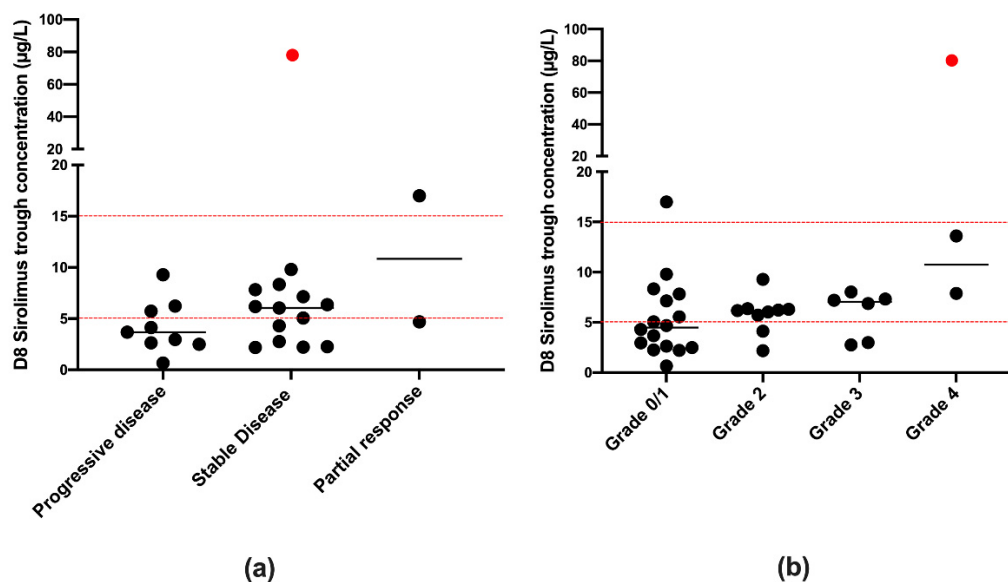 D8 Sirolimus trough concentration (µg/L)
100
80
60
40
20
20
15
10
5
0
Progressive disease
Stable Disease
Partial response
(a)
D8 Sirolimus trough concentration (µg/L)
100
80
60
40
20
20
15
10
5
0
Grade 0/1
Grade 2
Grade 3
Grade 4
(b)